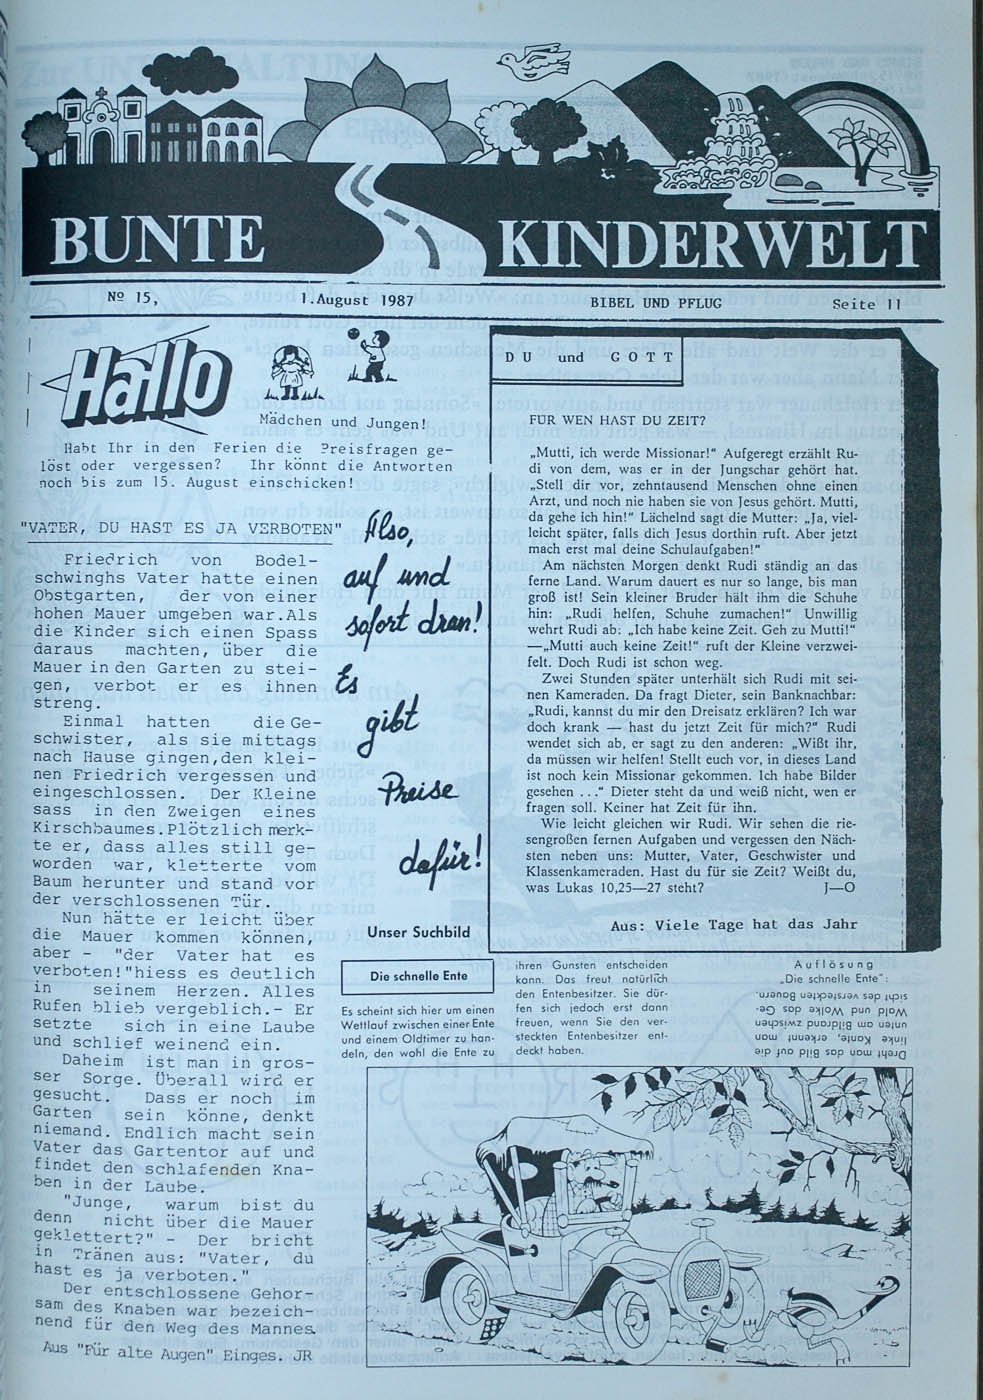 BUNTE KINDERWELT
Nº 15, 1.August 1987 BIBEL UND PFLUG Seite 11
Hallo
Mädchen und Jungen!
Habt Ihr in den Ferien die Preisfragen ge-
löst oder vergessen? Ihr könnt die Antworten
noch bis zum 15. August einschicken!
"VATER, DU HAST ES JA VERBOTEN"
Friedrich von Bodel-
schwinghs Vater hatte einen
Obstgarten, der von einer
hohen Mauer umgeben war.Als
die Kinder sich einen Spass
daraus machten, über die
Mauer in den Garten zu stei-
gen, verbot er es ihnen
streng.
Einmal hatten die Ge-
schwister, als sie mittags
nach Hause gingen,den klei-
nen Friedrich vergessen und
eingeschlossen. Der Kleine
sass in den Zweigen eines
Kirschbaumes.Plötzlich merk-
te er, dass alles still ge-
worden war, kletterte vom
Baum herunter und stand vor
der verschlossenen Tür.
Nun hätte er leicht über
die Mauer kommen können,
aber - "der Vater hat es
verboten!"hiess es deutlich
in seinem Herzen. Alles
Rufen blieb vergeblich.- Er
setzte sich in eine Laube
und schlief weinend ein.
Daheim ist man in gros-
ser Sorge. Überall wird er
gesucht. Dass er noch im
Garten sein könne, denkt
niemand. Endlich macht sein
Vater das Gartentor auf und
findet den schlafenden Kna-
ben in der Laube.
"Junge, warum bist du
denn nicht über die Mauer
geklettert?" - Der bricht
in Tränen aus: "Vater, du
hast es ja verboten."
Der entschlossene Gehor-
sam des Knaben war bezeich-
nend für den Weg des Mannes.
Aus "Für alte Augen" Einges. JR
Also,
auf und
sofort dran!
Es
gibt
Preise
dafür!
DU und GOTT
FÜR WEN HAST DU ZEIT?
„Mutti, ich werde Missionar!“ Aufgeregt erzählt Ru-
di von dem, was er in der Jungschar gehört hat.
„Stell dir vor, zehntausend Menschen ohne einen
Arzt, und noch nie haben sie von Jesus gehört. Mutti,
da gehe ich hin!“ Lächelnd sagt die Mutter: „Ja, viel-
leicht später, falls dich Jesus dorthin ruft. Aber jetzt
mach erst mal deine Schulaufgaben!“
Am nächsten Morgen denkt Rudi ständig an das
ferne Land. Warum dauert es nur so lange, bis man
groß ist! Sein kleiner Bruder hält ihm die Schuhe
hin: „Rudi helfen, Schuhe zumachen!“ Unwillig
wehrt Rudi ab: „Ich habe keine Zeit. Geh zu Mutti!“
—„Mutti auch keine Zeit!“ ruft der Kleine verzwei-
felt. Doch Rudi ist schon weg.
Zwei Stunden später unterhält sich Rudi mit sei-
nen Kameraden. Da fragt Dieter, sein Banknachbar:
„Rudi, kannst du mir den Dreisatz erklären? Ich war
doch krank — hast du jetzt Zeit für mich?“ Rudi
wendet sich ab, er sagt zu den anderen: „Wißt ihr,
da müssen wir helfen! Stellt euch vor, in dieses Land
ist noch kein Missionar gekommen. Ich habe Bilder
gesehen . . .“ Dieter steht da und weiß nicht, wen er
fragen soll. Keiner hat Zeit für ihn.
Wie leicht gleichen wir Rudi. Wir sehen die rie-
sengroßen fernen Aufgaben und vergessen den Näch-
sten neben uns: Mutter, Vater, Geschwister und
Klassenkameraden. Hast du für sie Zeit? Weißt du,
was Lukas 10,25—27 steht? J—O
Aus: Viele Tage hat das Jahr
Unser Suchbild
Die schnelle Ente
Es scheint sich hier um einen
Wettlauf zwischen einer Ente
und einem Oldtimer zu han-
deln, den wohl die Ente zu
ihren Gunsten entscheiden
kann. Das freut natürlich
den Entenbesitzer. Sie dür-
fen sich jedoch erst dann
freuen, wenn Sie den ver-
steckten Entenbesitzer ent-
deckt haben.
Auflösung
„Die schnelle Ente“:
Dreht man das Bild auf die
linke Kante, erkennt man
unten am Bildrand zwischen
Wald und Wolke das Ge-
sicht des versteckten Bauern.